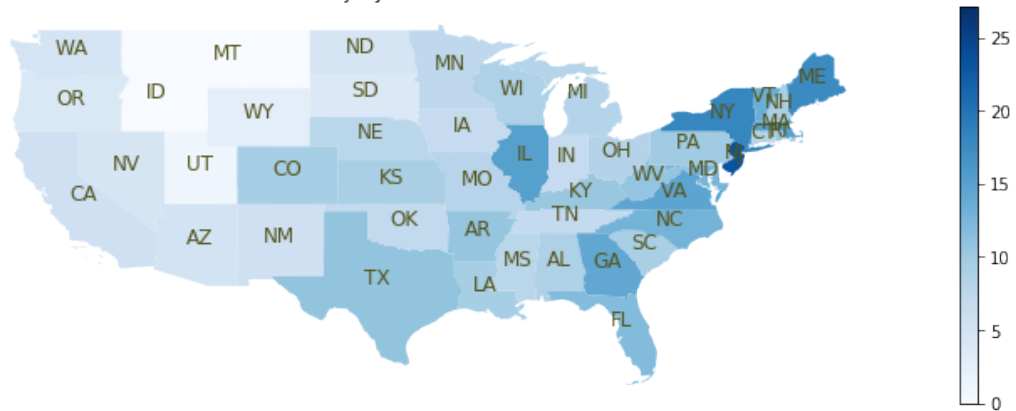 WA
MT
ND
MN
OR
ID
WY
SD
WI
MI
ME
VT
NH
NY
MA
CT
RI
NV
UT
NE
IA
IL
IN
OH
PA
NJ
MD
CA
CO
KS
MO
KY
WV
VA
AZ
NM
OK
AR
TN
NC
SC
TX
LA
MS
AL
GA
FL
25
20
15
10
5
0